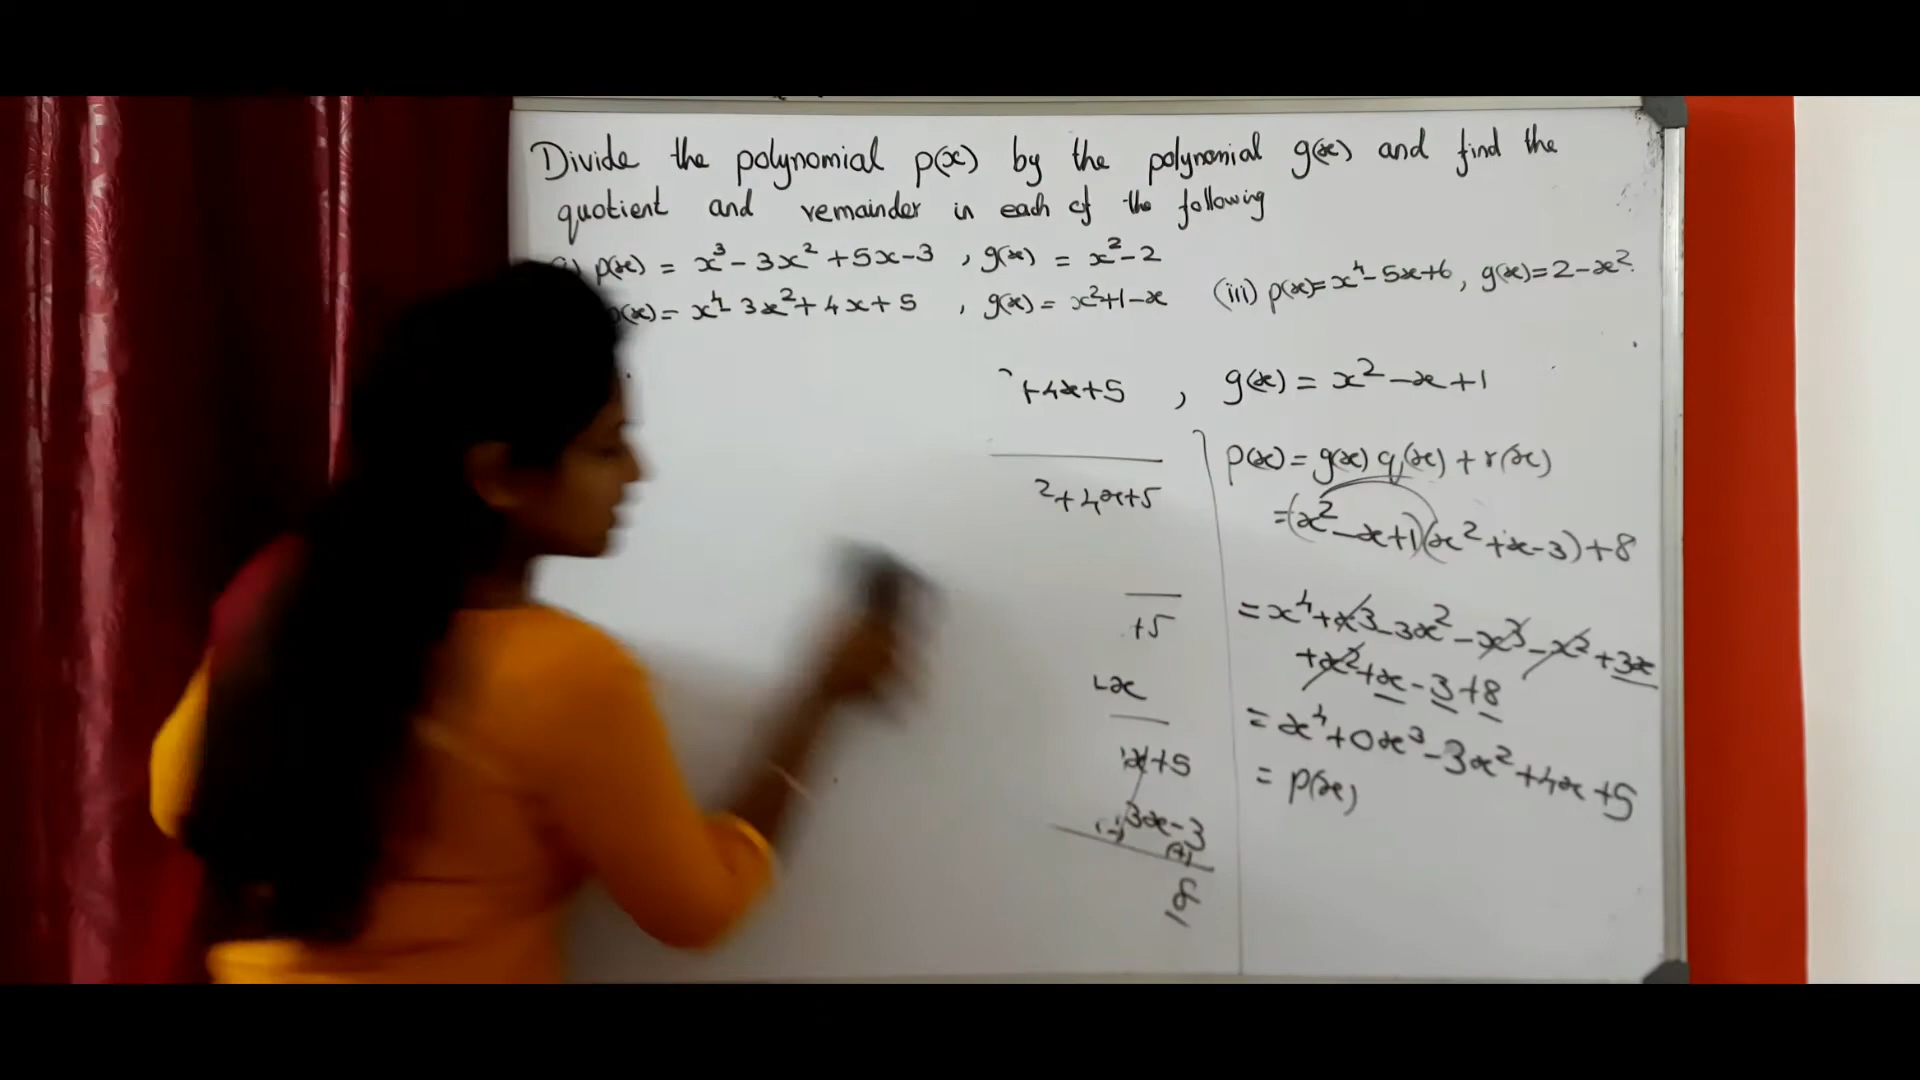 Divide the polynomial p(x) by the polynomial g(x) and find the
quotient and remainder in each of the following
p(x) = x³ - 3x² + 5x - 3 , g(x) = x² - 2
(x) = x⁴ 3x² + 4x + 5 , g(x) = x² + 1 - x
(iii) p(x) = x⁴ - 5x + 6 , g(x) = 2 - x²
+4x+5 , g(x) = x² - x + 1
² + 4x + 5
+5
x
x+5
(-) 3x - 3
(+)
8
p(x) = g(x) q(x) + r(x)
= (x² - x + 1)(x² + x - 3) + 8
= x⁴ + x³ - 3x² - x³ - x² + 3x
+ x² + x - 3 + 8
= x⁴ + 0x³ - 3x² + 4x + 5
= p(x)